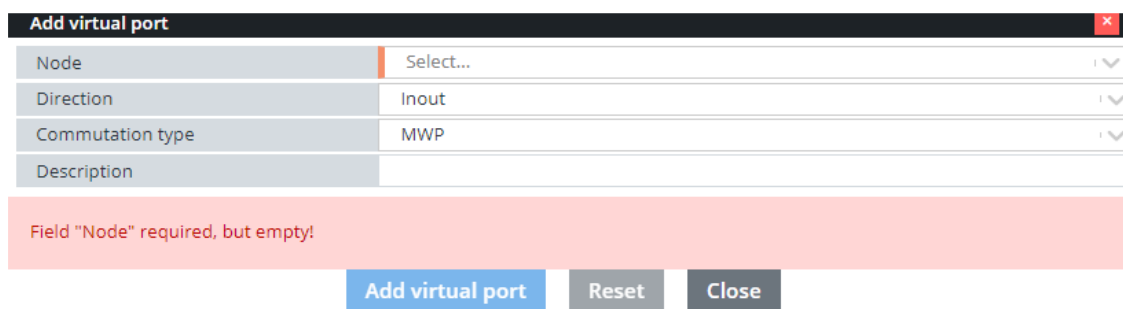 Add virtual port
Node Select...
Direction Inout
Commutation type MWP
Description
Field "Node" required, but empty!
Add virtual port Reset Close